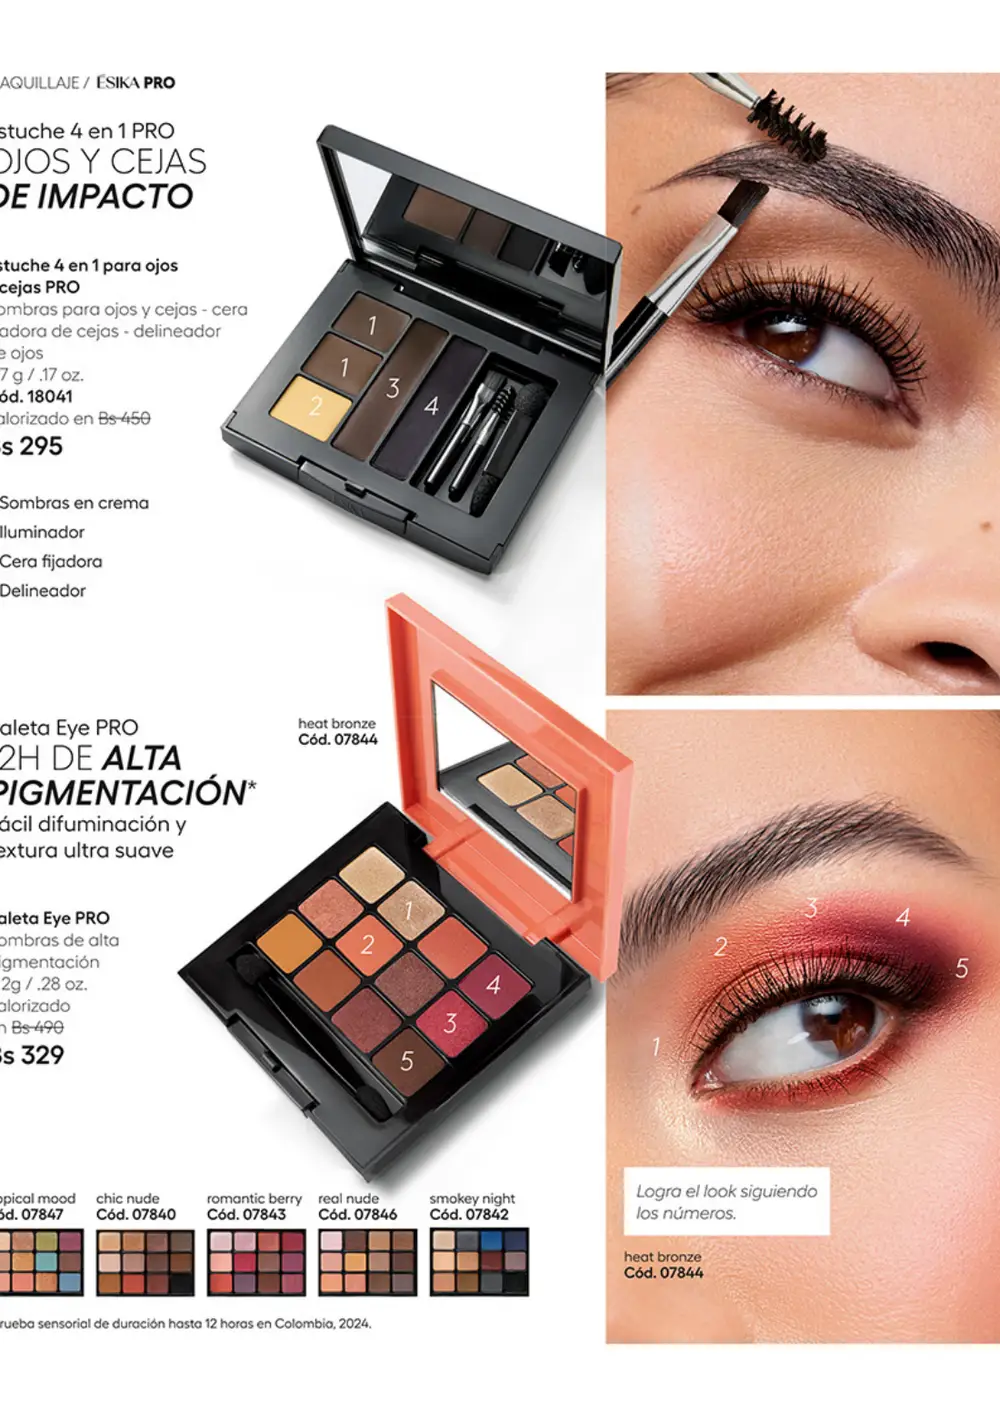 AQUILLAJE / ÉSIKA PRO
stuche 4 en 1 PRO
OJOS Y CEJAS
DE IMPACTO
stuche 4 en 1 para ojos
cejas PRO
ombras para ojos y cejas - cera
adora de cejas - delineador
e ojos
7 g / .17 oz.
ód. 18041
alorizado en Bs 450
Bs 295
Sombras en crema
Iluminador
Cera fijadora
Delineador
1
1
2
3
4
aleta Eye PRO
2H DE ALTA
PIGMENTACIÓN*
ácil difuminación y
extura ultra suave
heat bronze
Cód. 07844
aleta Eye PRO
ombras de alta
igmentación
2g / .28 oz.
alorizado
n Bs 490
Bs 329
1
2
4
3
5
3
4
2
5
1
Logra el look siguiendo
los números.
heat bronze
Cód. 07844
opical mood
ód. 07847
chic nude
Cód. 07840
romantic berry
Cód. 07843
real nude
Cód. 07846
smokey night
Cód. 07842
rueba sensorial de duración hasta 12 horas en Colombia, 2024.